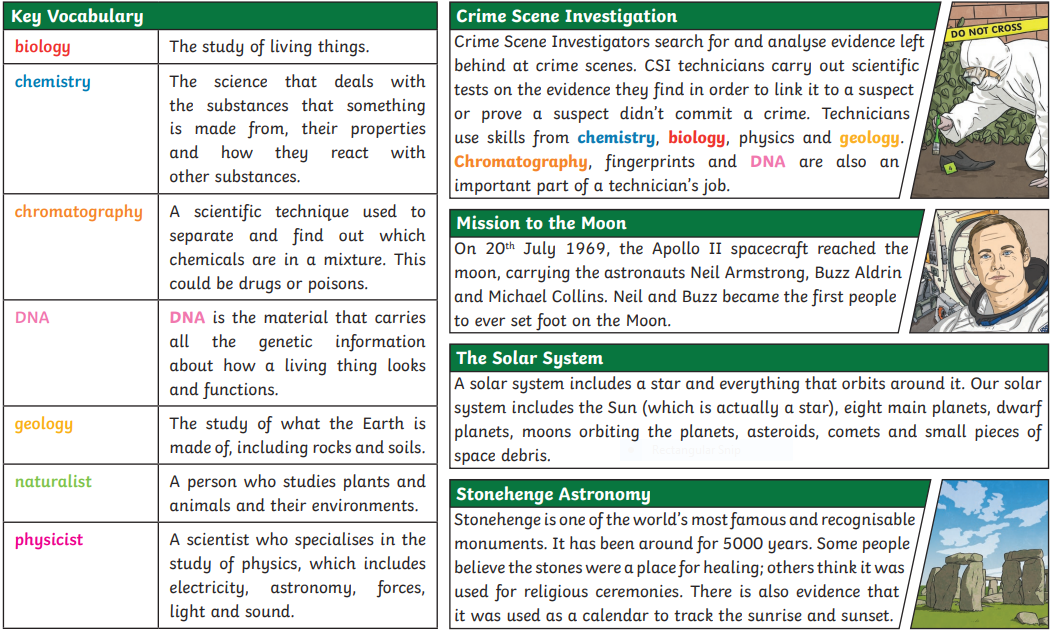 Key Vocabulary
biology
The study of living things.
chemistry
The science that deals with
the substances that something
is made from, their properties
and how they react with
other substances.
chromatography
A scientific technique used to
separate and find out which
chemicals are in a mixture. This
could be drugs or poisons.
DNA
DNA is the material that carries
all the genetic information
about how a living thing looks
and functions.
geology
The study of what the Earth is
made of, including rocks and soils.
naturalist
A person who studies plants and
animals and their environments.
physicist
A scientist who specialises in the
study of physics, which includes
electricity, astronomy, forces,
light and sound.
Crime Scene Investigation
Crime Scene Investigators search for and analyse evidence left
behind at crime scenes. CSI technicians carry out scientific
tests on the evidence they find in order to link it to a suspect
or prove a suspect didn't commit a crime. Technicians
use skills from chemistry, biology, physics and geology.
Chromatography, fingerprints and DNA are also an
important part of a technician's job.
DO NOT CROSS
Mission to the Moon
On 20th July 1969, the Apollo II spacecraft reached the
moon, carrying the astronauts Neil Armstrong, Buzz Aldrin
and Michael Collins. Neil and Buzz became the first people
to ever set foot on the Moon.
The Solar System
A solar system includes a star and everything that orbits around it. Our solar
system includes the Sun (which is actually a star), eight main planets, dwarf
planets, moons orbiting the planets, asteroids, comets and small pieces of
space debris.
Rectangular Snip
Stonehenge Astronomy
Stonehenge is one of the world's most famous and recognisable
monuments. It has been around for 5000 years. Some people
believe the stones were a place for healing; others think it was
used for religious ceremonies. There is also evidence that
it was used as a calendar to track the sunrise and sunset.